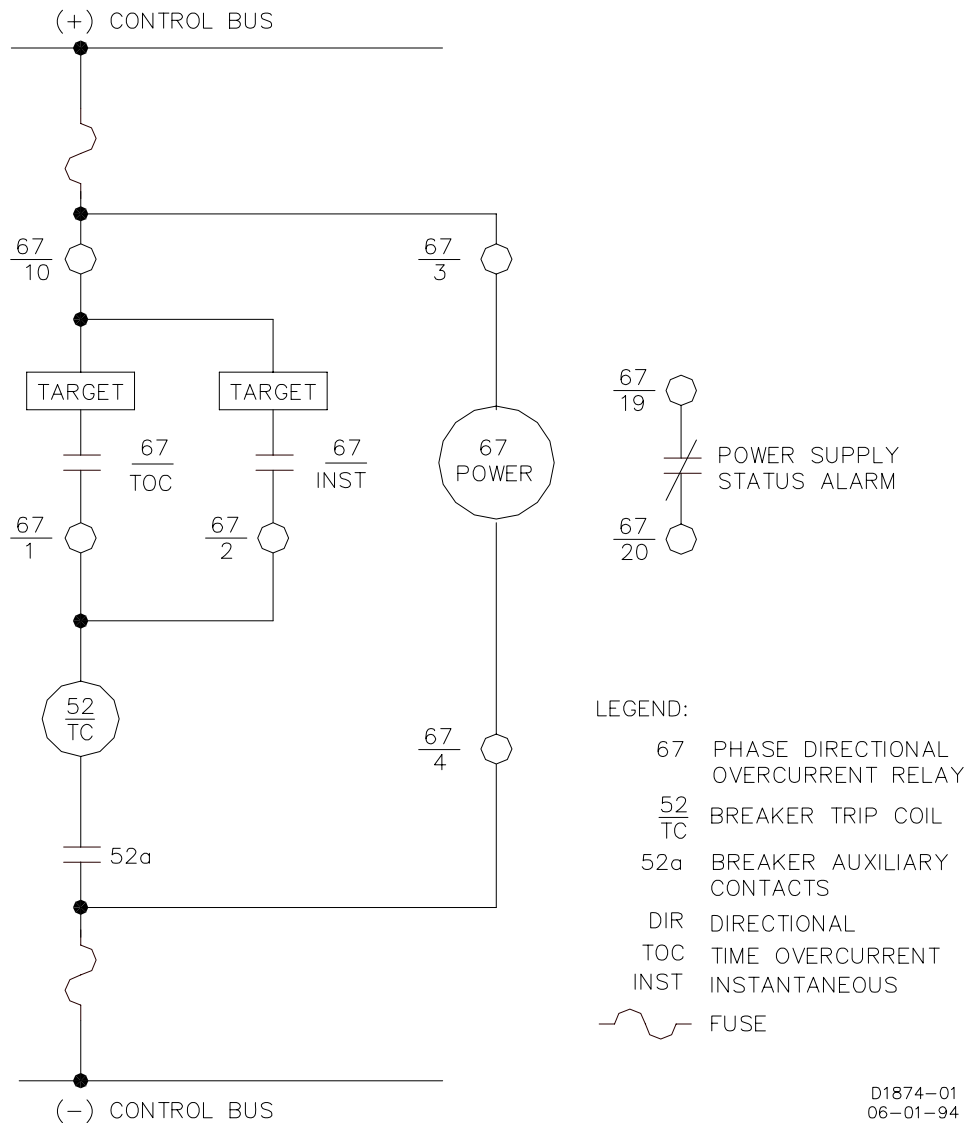 (+) CONTROL BUS
67
10
67
3
TARGET
TARGET
67
TOC
67
INST
67
POWER
67
19
POWER SUPPLY
STATUS ALARM
67
1
67
2
67
20
52
TC
67
4
52a
LEGEND:
67 PHASE DIRECTIONAL
OVERCURRENT RELAY
52
TC BREAKER TRIP COIL
52a BREAKER AUXILIARY
CONTACTS
DIR DIRECTIONAL
TOC TIME OVERCURRENT
INST INSTANTANEOUS
FUSE
(−) CONTROL BUS
D1874−01
06−01−94